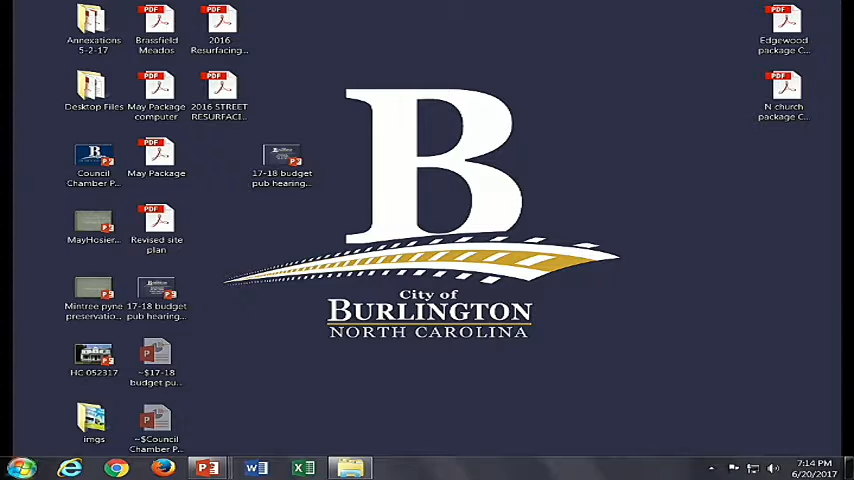 Annexations
5-2-17
Brassfield
Meados
2016
Resurfacing...
Edgewood
package C...
Desktop Files
May Package
computer
2016 STREET
RESURFACI...
N church
package C...
Council
Chamber P...
May Package
17-18 budget
pub hearing...
MayHosier...
Revised site
plan
Mintree pyne
preservatio...
17-18 budget
pub hearing...
HC 052317
~$17-18
budget pu...
imgs
~$Council
Chamber P...
PDF
PDF
PDF
PDF
PDF
PDF
PDF
PDF
B
City of
BURLINGTON
NORTH CAROLINA
7:14 PM
6/20/2017